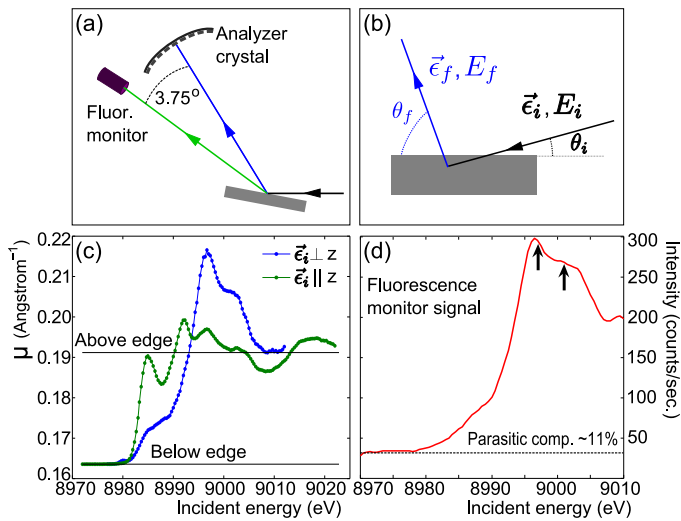 (a)
Analyzer
crystal
3.75°
Fluor.
monitor
(b)
ϵ⃗f, Ef
ϵ⃗i, Ei
θf
θi
(c)
ϵ⃗i ⊥ z
ϵ⃗i || z
Above edge
Below edge
μ (Angstrom⁻¹)
0.22
0.21
0.20
0.19
0.18
0.17
0.16
8970 8980 8990 9000 9010 9020
Incident energy (eV)
(d)
Fluorescence
monitor signal
Parasitic comp. ~11%
300
250
200
150
100
50
Intensity
(counts/sec.)
8970 8980 8990 9000 9010
Incident energy (eV)